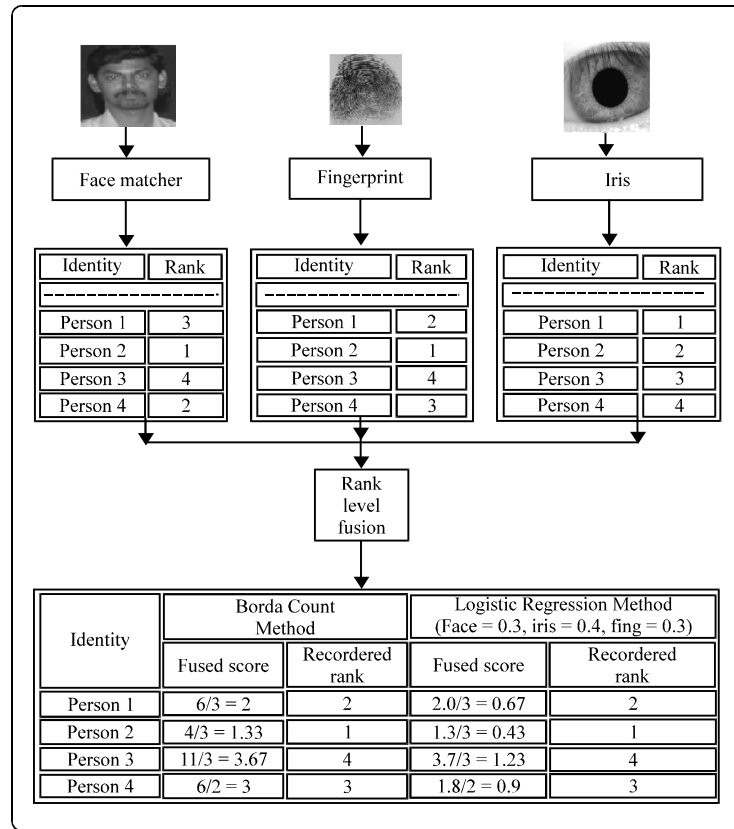 Face matcher
Fingerprint
Iris
Identity Rank
Person 1 3
Person 2 1
Person 3 4
Person 4 2
Identity Rank
Person 1 2
Person 2 1
Person 3 4
Person 4 3
Identity Rank
Person 1 1
Person 2 2
Person 3 3
Person 4 4
Rank
level
fusion
Identity
Borda Count
Method
Logistic Regression Method
(Face = 0.3, iris = 0.4, fing = 0.3)
Fused score
Recordered
rank
Fused score
Recordered
rank
Person 1 6/3 = 2 2 2.0/3 = 0.67 2
Person 2 4/3 = 1.33 1 1.3/3 = 0.43 1
Person 3 11/3 = 3.67 4 3.7/3 = 1.23 4
Person 4 6/2 = 3 3 1.8/2 = 0.9 3